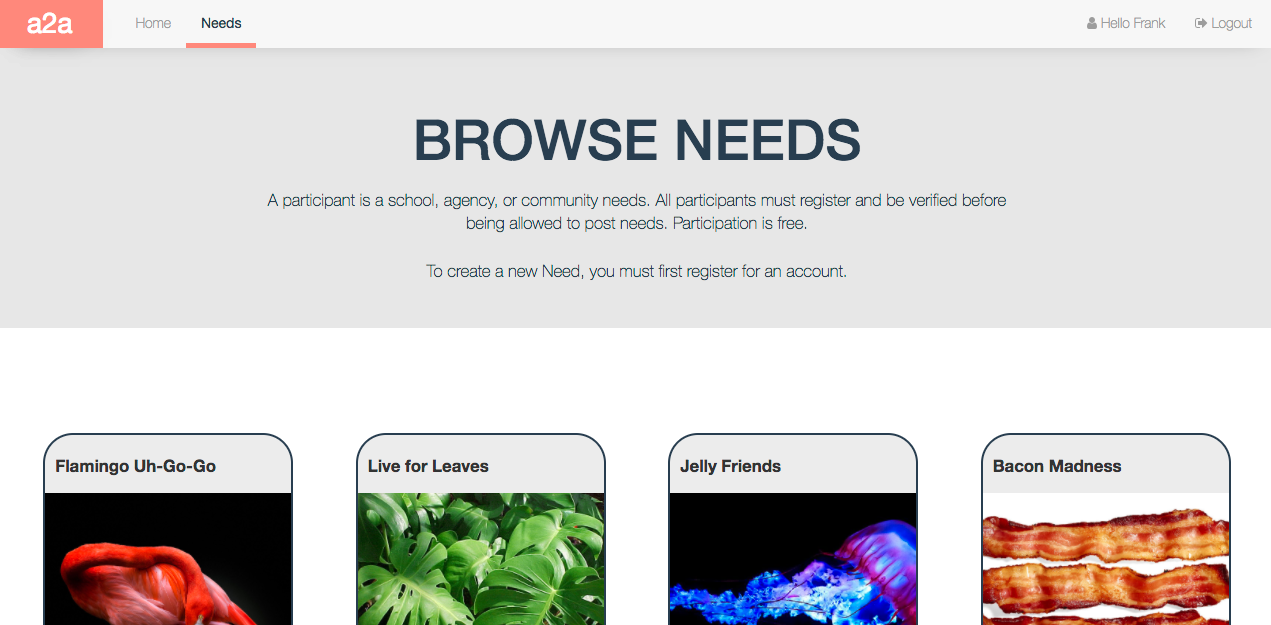 a2a
Home
Needs
Hello Frank
Logout
BROWSE NEEDS
A participant is a school, agency, or community needs. All participants must register and be verified before
being allowed to post needs. Participation is free.
To create a new Need, you must first register for an account.
Flamingo Uh-Go-Go
Live for Leaves
Jelly Friends
Bacon Madness